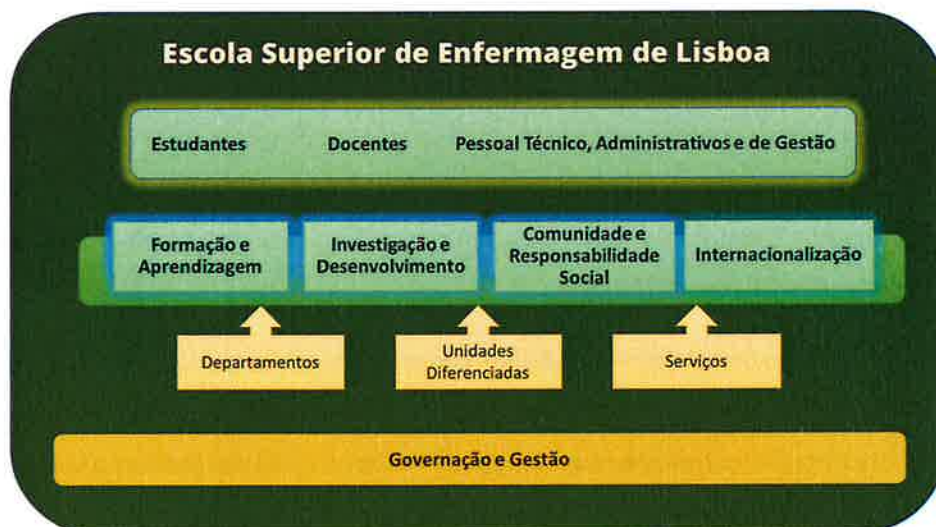 Escola Superior de Enfermagem de Lisboa
Estudantes Docentes Pessoal Técnico, Administrativos e de Gestão
Formação e
Aprendizagem
Investigação e
Desenvolvimento
Comunidade e
Responsabilidade
Social
Internacionalização
Departamentos
Unidades
Diferenciadas
Serviços
Governação e Gestão